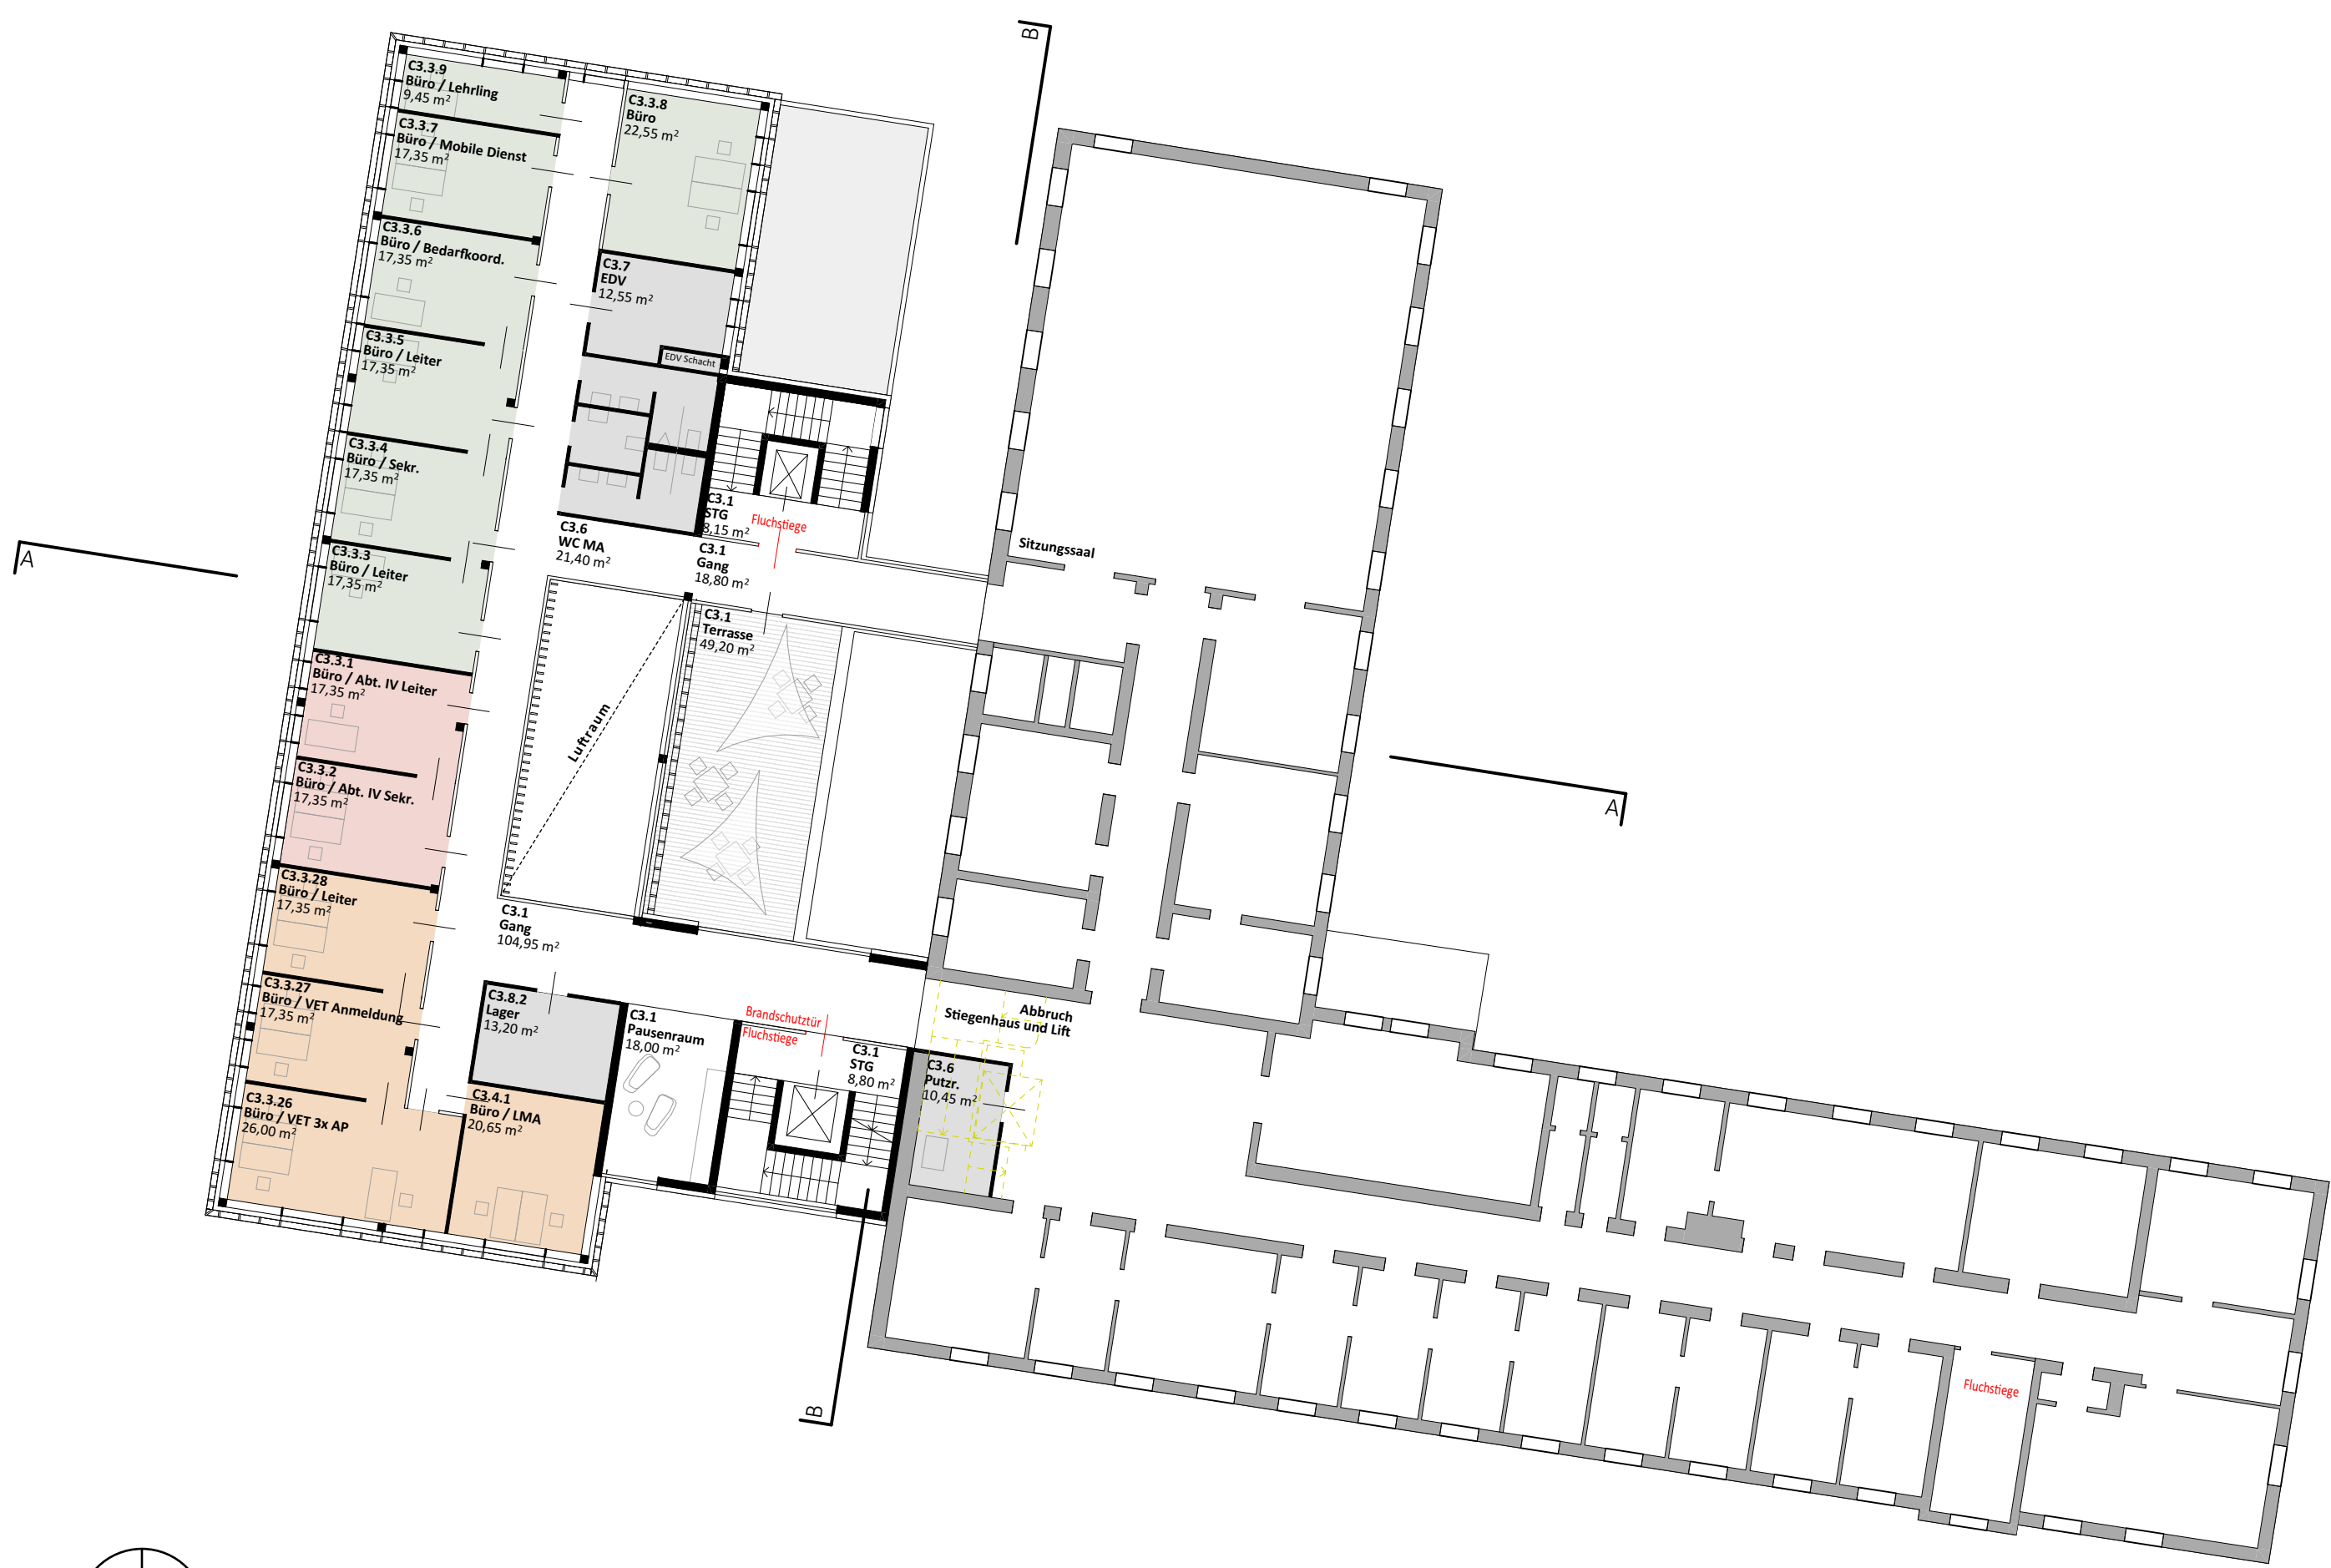 B
C3.3.9
Büro / Lehrling
9,45 m²
C3.3.8
Büro
22,55 m²
C3.3.7
Büro / Mobile Dienst
17,35 m²
C3.3.6
Büro / Bedarfkoord.
17,35 m²
C3.7
EDV
12,55 m²
EDV Schacht
C3.3.5
Büro / Leiter
17,35 m²
C3.3.4
Büro / Sekr.
17,35 m²
C3.1
STG
8,15 m²
Fluchstiege
C3.6
WC MA
21,40 m²
C3.1
Gang
18,80 m²
Sitzungssaal
A
C3.3.3
Büro / Leiter
17,35 m²
C3.1
Terrasse
49,20 m²
C3.3.1
Büro / Abt. IV Leiter
17,35 m²
Luftraum
C3.3.2
Büro / Abt. IV Sekr.
17,35 m²
A
C3.3.28
Büro / Leiter
17,35 m²
C3.1
Gang
104,95 m²
C3.3.27
Büro / VET Anmeldung
17,35 m²
C3.8.2
Lager
13,20 m²
C3.1
Pausenraum
18,00 m²
Brandschutztür
Fluchstiege
C3.1
STG
8,80 m²
Abbruch
Stiegenhaus und Lift
C3.6
Putzr.
10,45 m²
C3.3.26
Büro / VET 3x AP
26,00 m²
C3.4.1
Büro / LMA
20,65 m²
Fluchstiege
B